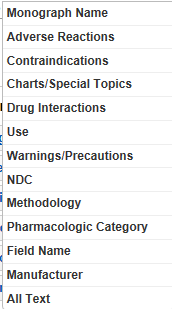 Monograph Name
Adverse Reactions
Contraindications
Charts/Special Topics
Drug Interactions
Use
Warnings/Precautions
NDC
Methodology
Pharmacologic Category
Field Name
Manufacturer
All Text